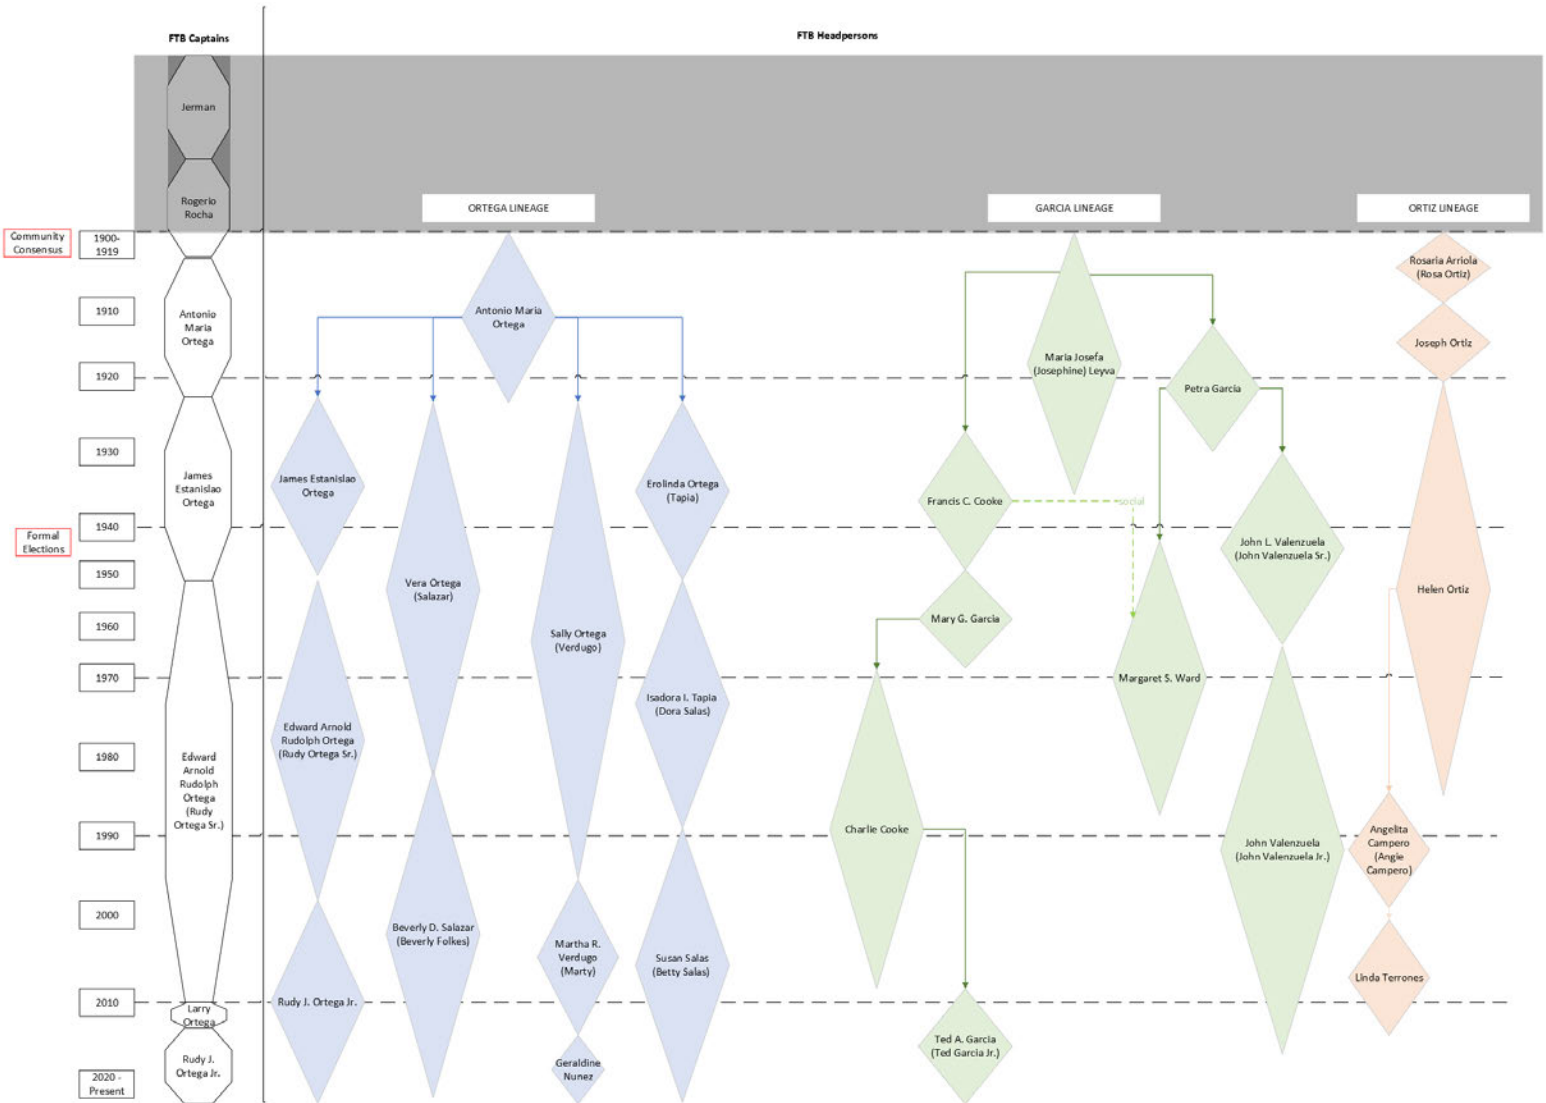 FTB Captains
FTB Headpersons
Jerman
Rogerio
Rocha
ORTEGA LINEAGE
GARCIA LINEAGE
ORTIZ LINEAGE
Community
Consensus
1900-
1919
Rosaria Arriola
(Rosa Ortiz)
1910
Antonio
Maria
Ortega
Antonio Maria
Ortega
Joseph Ortiz
Maria Josefa
(Josephine) Leyva
1920
Petra Garcia
1930
James
Estanislao
Ortega
James Estanislao
Ortega
Erolinda Ortega
(Tapia)
Francis C. Cooke
social
1940
Formal
Elections
John L. Valenzuela
(John Valenzuela Sr.)
1950
Vera Ortega
(Salazar)
Helen Ortiz
1960
Mary G. Garcia
Sally Ortega
(Verdugo)
1970
Margaret S. Ward
Isadora I. Tapia
(Dora Salas)
Edward Arnold
Rudolph Ortega
(Rudy Ortega Sr.)
1980
Edward
Arnold
Rudolph
Ortega
(Rudy
Ortega Sr.)
1990
Charlie Cooke
John Valenzuela
(John Valenzuela Jr.)
Angelita
Campero
(Angie
Campero)
2000
Beverly D. Salazar
(Beverly Folkes)
Martha R.
Verdugo
(Marty)
Susan Salas
(Betty Salas)
Linda Terrones
2010
Rudy J. Ortega Jr.
Larry
Ortega
Ted A. Garcia
(Ted Garcia Jr.)
Rudy J.
Ortega Jr.
Geraldine
Nunez
2020 -
Present